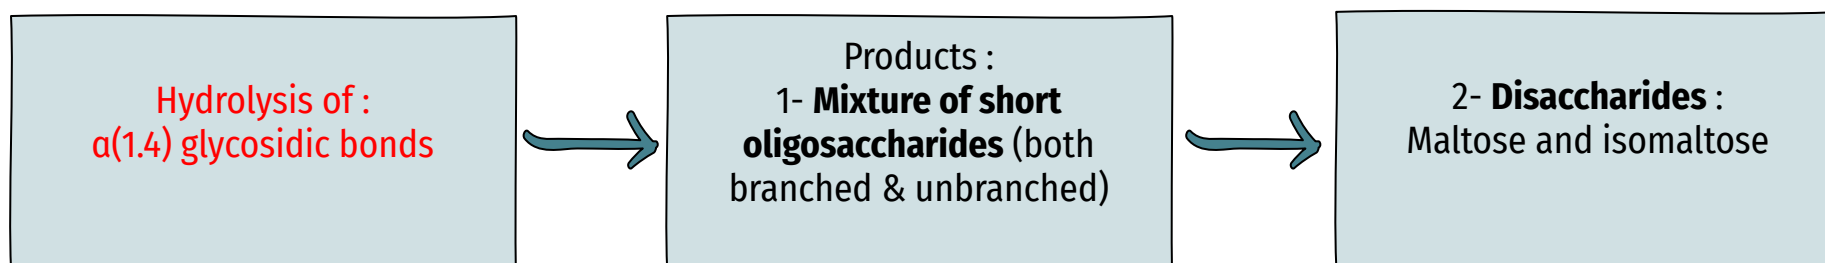 Hydrolysis of :
α(1.4) glycosidic bonds
Products :
1- Mixture of short
oligosaccharides (both
branched & unbranched)
2- Disaccharides :
Maltose and isomaltose